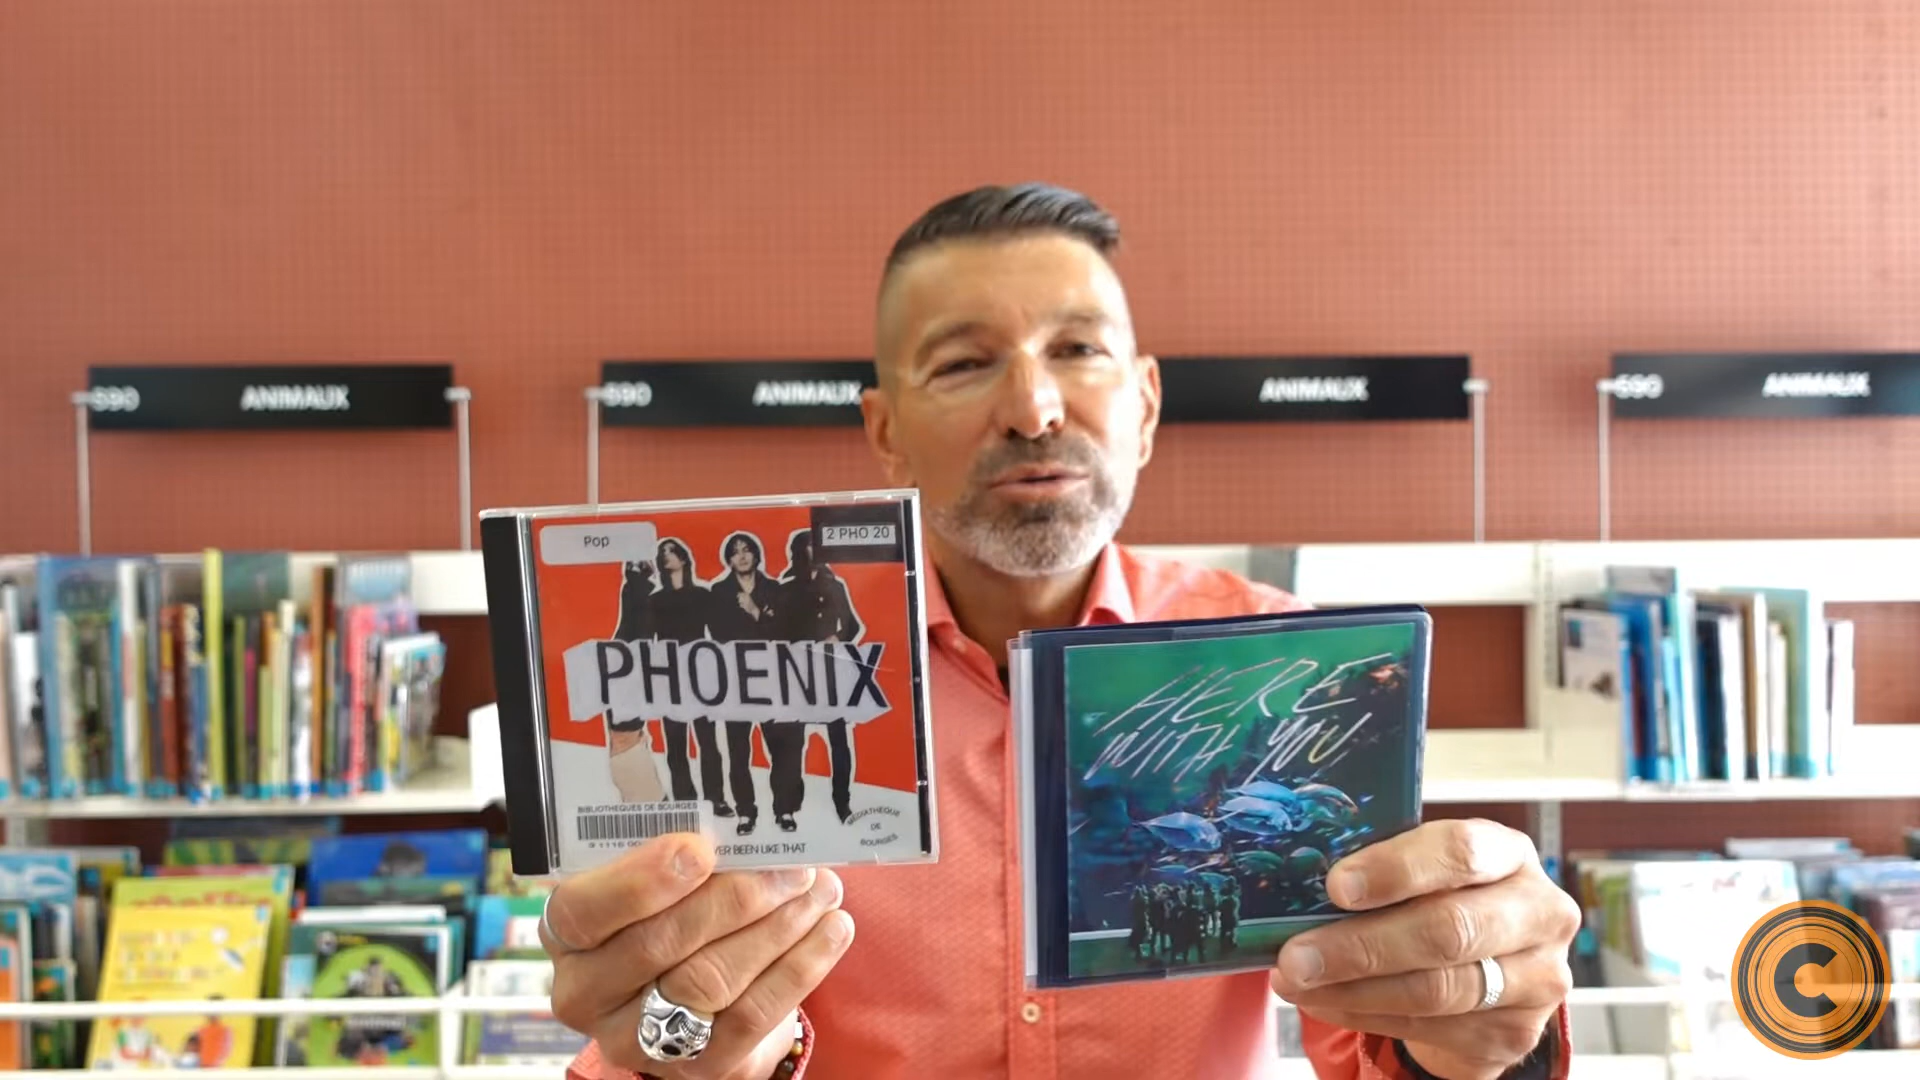 590 ANIMAUX
590 ANIMAUX
ANIMAUX
590 ANIMAUX
Pop
2 PHO 20
PHOENIX
BIBLIOTHEQUES DE BOURGES
MEDIATHEQUE
DE
BOURGES
BEEN LIKE THAT
HERE
WITH YOU
C